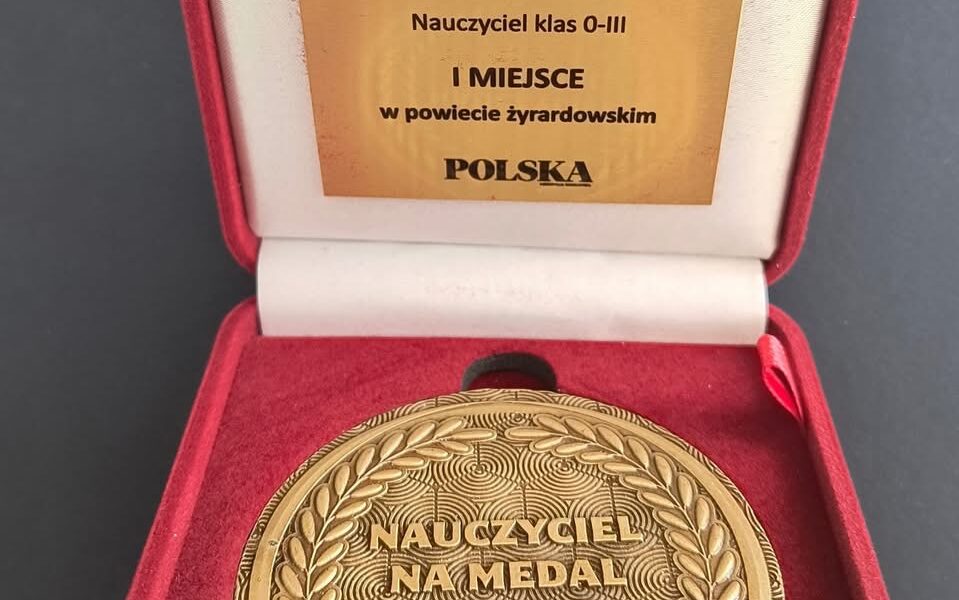 Nauczyciel klas 0-III
I MIEJSCE
w powiecie żyrardowskim
POLSKA
NAUCZYCIEL
NA MEDAL